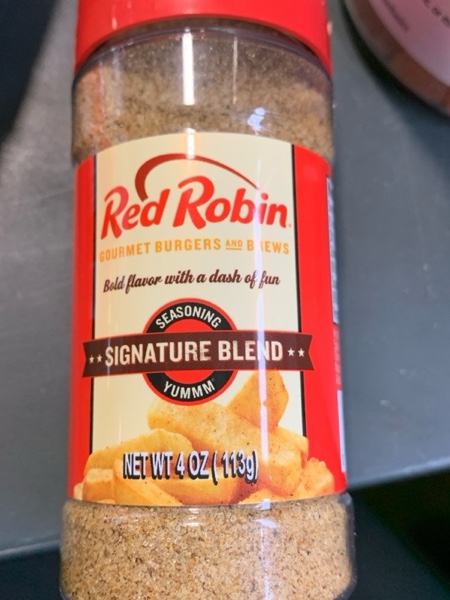 Red Robin
GOURMET BURGERS AND BREWS
Bold flavor with a dash of fun
SEASONING
SIGNATURE BLEND
YUMMM
NET WT 4 OZ ( 113g)